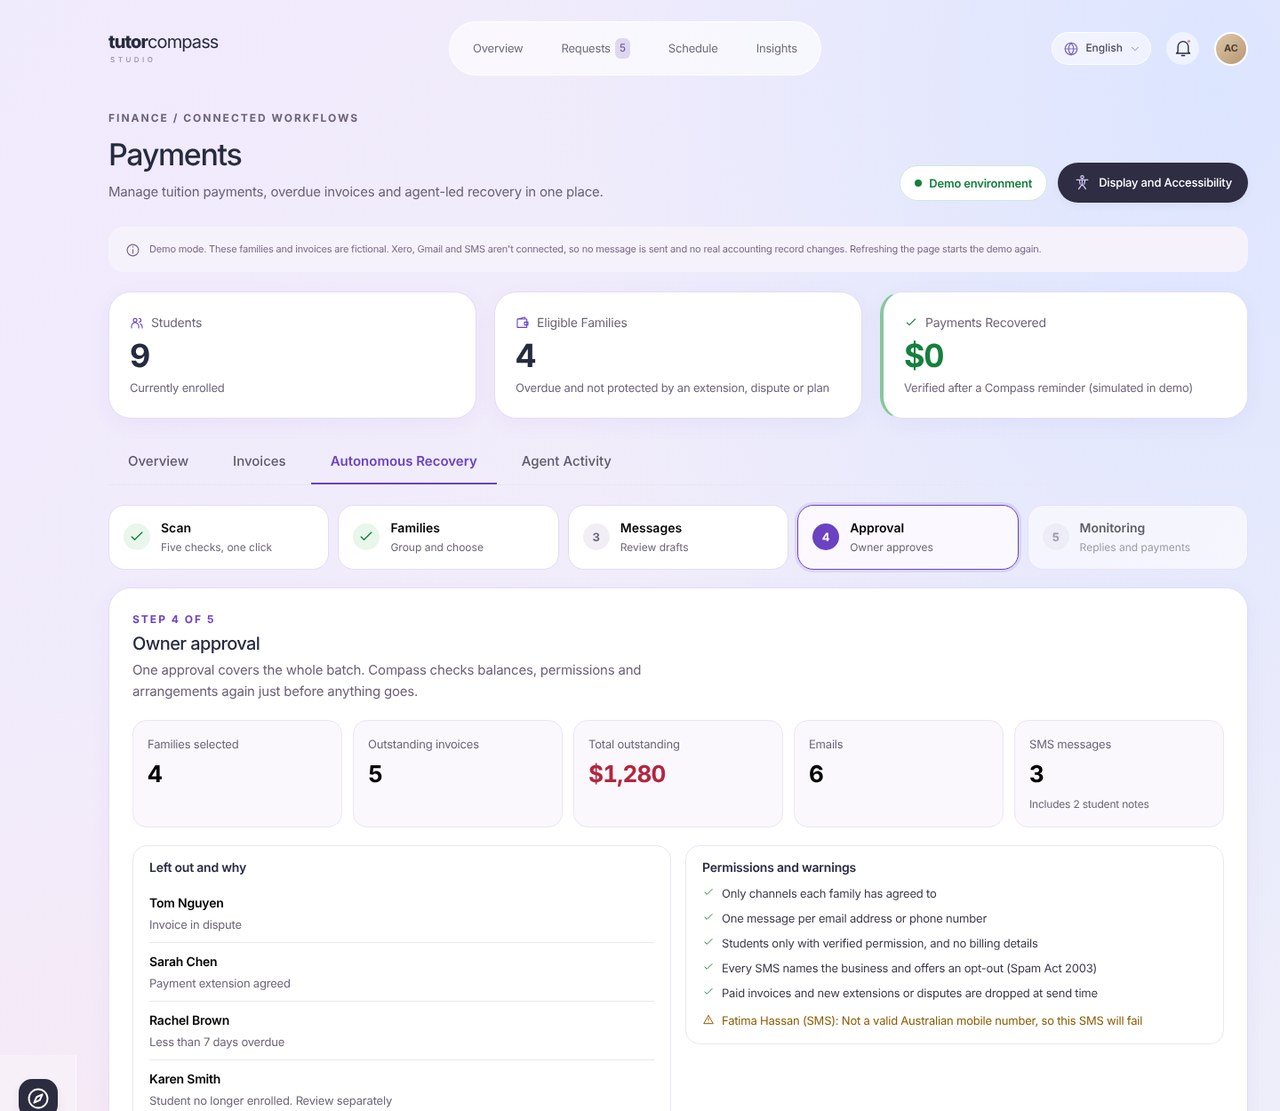 tutorcompass
STUDIO
Overview
Requests 5
Schedule
Insights
English
AC
FINANCE / CONNECTED WORKFLOWS
Payments
Manage tuition payments, overdue invoices and agent-led recovery in one place.
Demo environment
Display and Accessibility
Demo mode. These families and invoices are fictional. Xero, Gmail and SMS aren't connected, so no message is sent and no real accounting record changes. Refreshing the page starts the demo again.
Students
9
Currently enrolled
Eligible Families
4
Overdue and not protected by an extension, dispute or plan
Payments Recovered
$0
Verified after a Compass reminder (simulated in demo)
Overview
Invoices
Autonomous Recovery
Agent Activity
Scan
Five checks, one click
Families
Group and choose
3
Messages
Review drafts
4
Approval
Owner approves
5
Monitoring
Replies and payments
STEP 4 OF 5
Owner approval
One approval covers the whole batch. Compass checks balances, permissions and
arrangements again just before anything goes.
Families selected
4
Outstanding invoices
5
Total outstanding
$1,280
Emails
6
SMS messages
3
Includes 2 student notes
Left out and why
Tom Nguyen
Invoice in dispute
Sarah Chen
Payment extension agreed
Rachel Brown
Less than 7 days overdue
Karen Smith
Student no longer enrolled. Review separately
Permissions and warnings
Only channels each family has agreed to
One message per email address or phone number
Students only with verified permission, and no billing details
Every SMS names the business and offers an opt-out (Spam Act 2003)
Paid invoices and new extensions or disputes are dropped at send time
Fatima Hassan (SMS): Not a valid Australian mobile number, so this SMS will fail